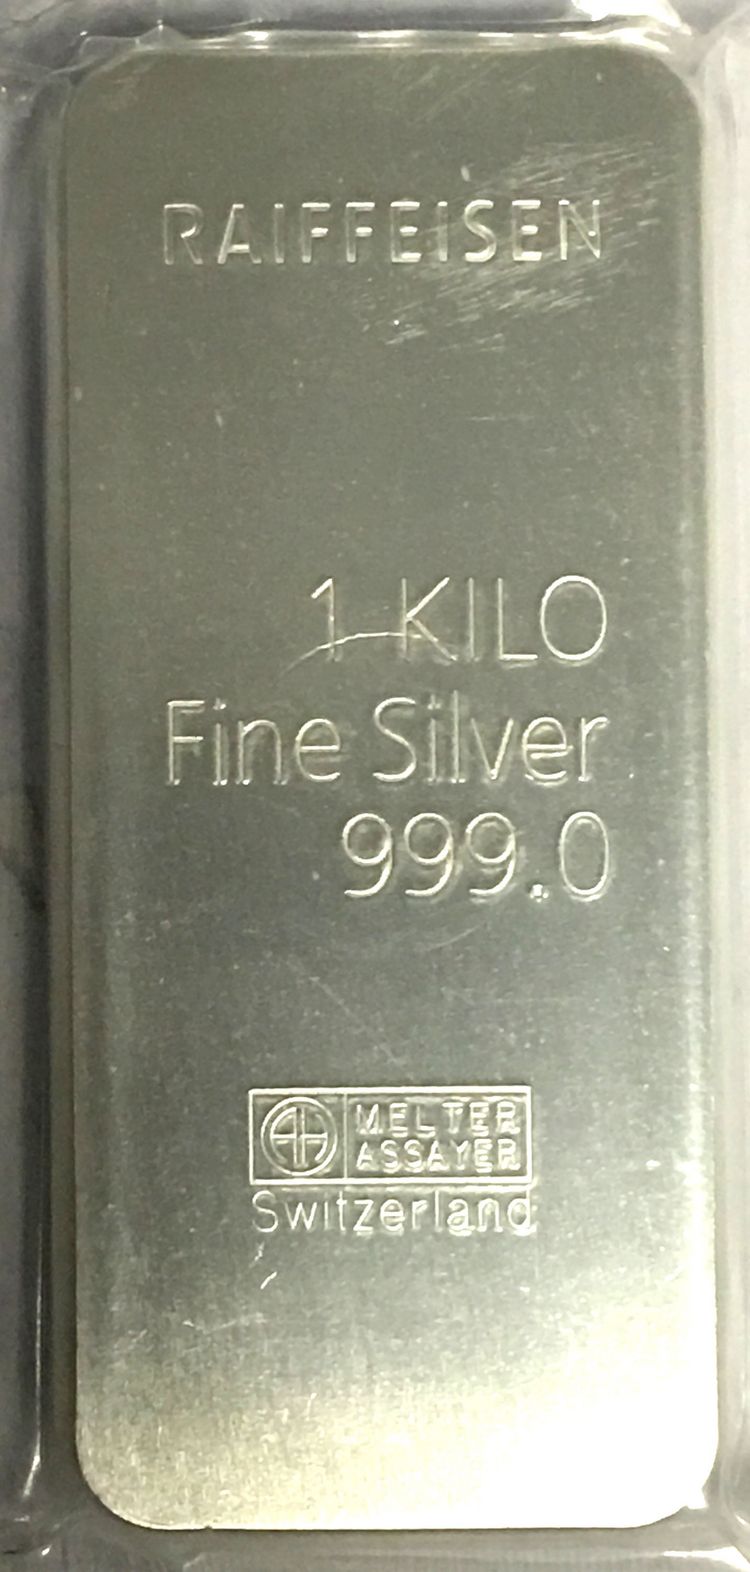 RAIFFEISEN
1 KILO
Fine Silver
999.0
MELTER
ASSAYER
Switzerland